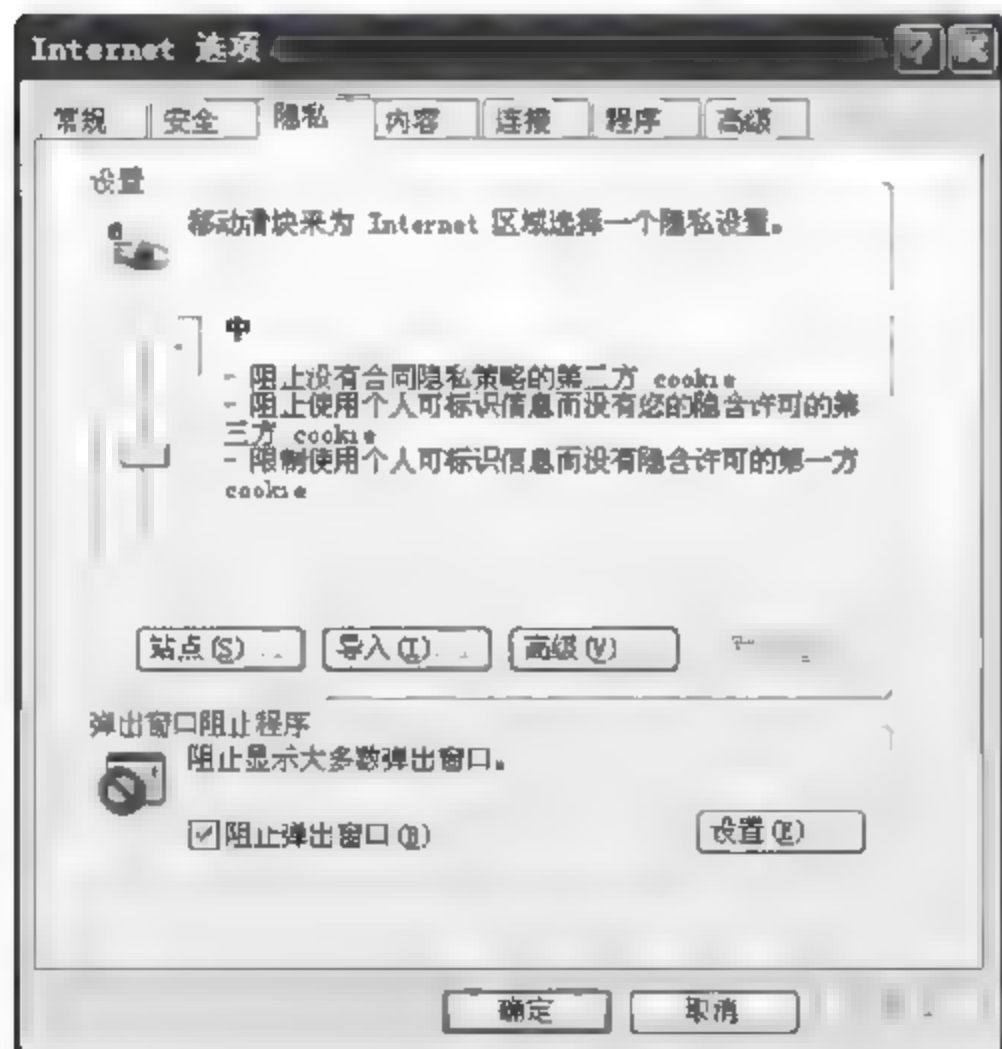 Internet 选项
常规 安全 隐私 内容 连接 程序 高级
设置
移动滑块来为 Internet 区域选择一个隐私设置。
中
- 阻止没有合同隐私策略的第三方 cookie
- 阻止使用个人可标识信息而没有您的隐含许可的第
三方 cookie
- 限制使用个人可标识信息而没有隐含许可的第一方
cookie
站点(S)... 导入(I)... 高级(V)
弹出窗口阻止程序
阻止显示大多数弹出窗口。
阻止弹出窗口(B) 设置(E)
确定 取消